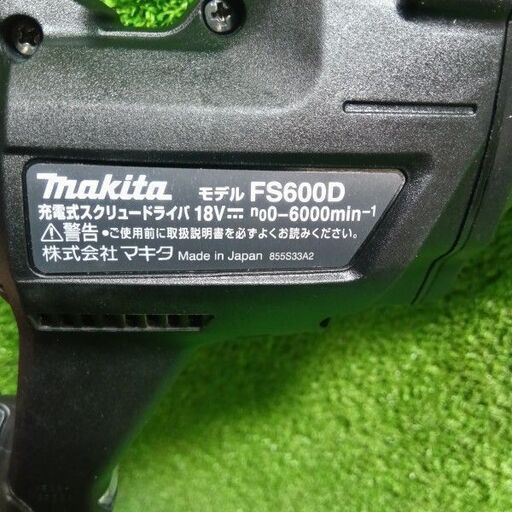 makita モデル FS600D
充電式スクリュードライバ 18V⎓ n₀0-6000min⁻¹
⚠警告 •ご使用前に取扱説明書を必ずよくお読みください。
株式会社 マキタ Made in Japan 855S33A2